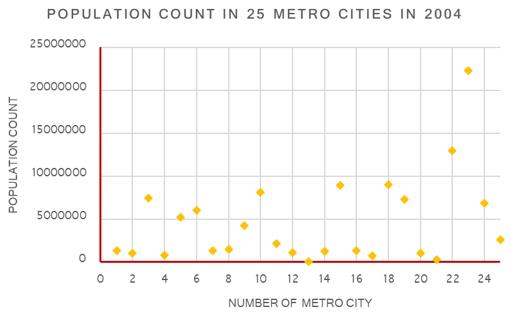 POPULATION COUNT IN 25 METRO CITIES IN 2004
25000000
20000000
15000000
10000000
5000000
0
POPULATION COUNT
0 2 4 6 8 10 12 14 16 18 20 22 24
NUMBER OF METRO CITY